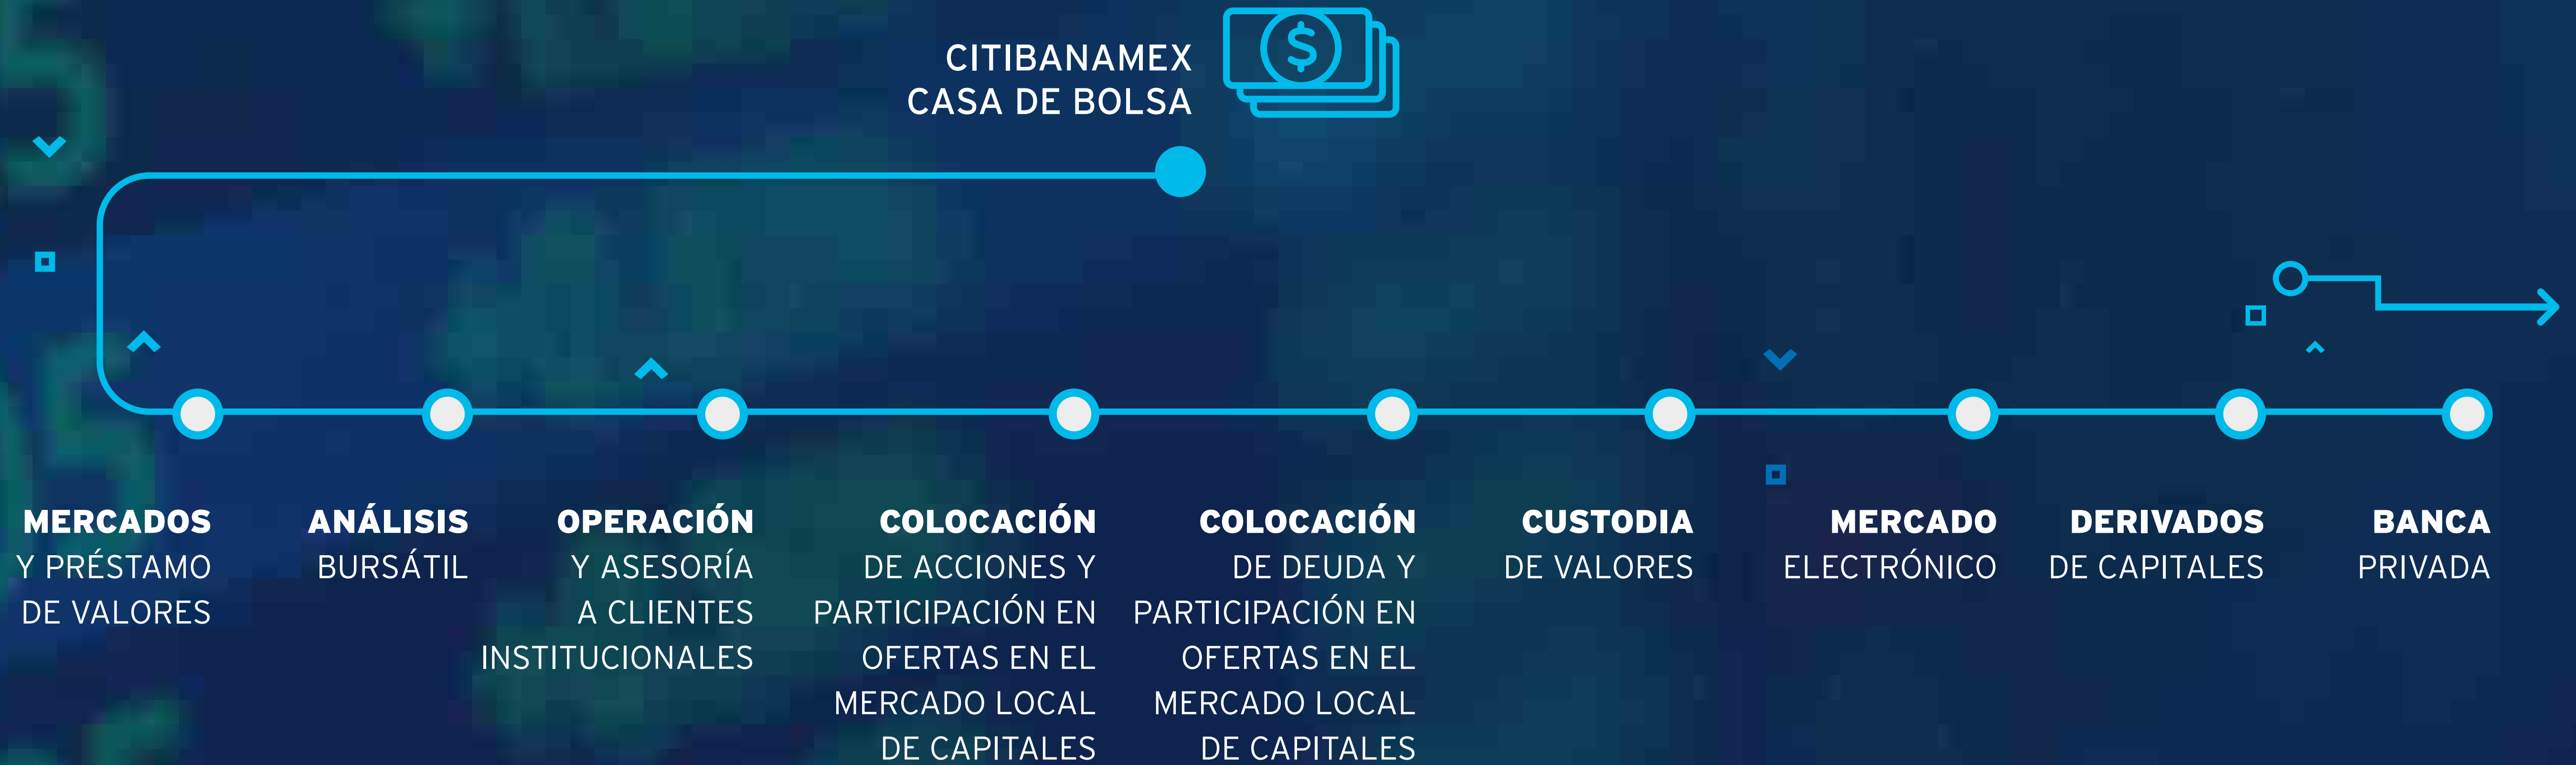 CITIBANAMEX
CASA DE BOLSA
MERCADOS
Y PRÉSTAMO
DE VALORES
ANÁLISIS
BURSÁTIL
OPERACIÓN
Y ASESORÍA
A CLIENTES
INSTITUCIONALES
COLOCACIÓN
DE ACCIONES Y
PARTICIPACIÓN EN
OFERTAS EN EL
MERCADO LOCAL
DE CAPITALES
COLOCACIÓN
DE DEUDA Y
PARTICIPACIÓN EN
OFERTAS EN EL
MERCADO LOCAL
DE CAPITALES
CUSTODIA
DE VALORES
MERCADO
ELECTRÓNICO
DERIVADOS
DE CAPITALES
BANCA
PRIVADA